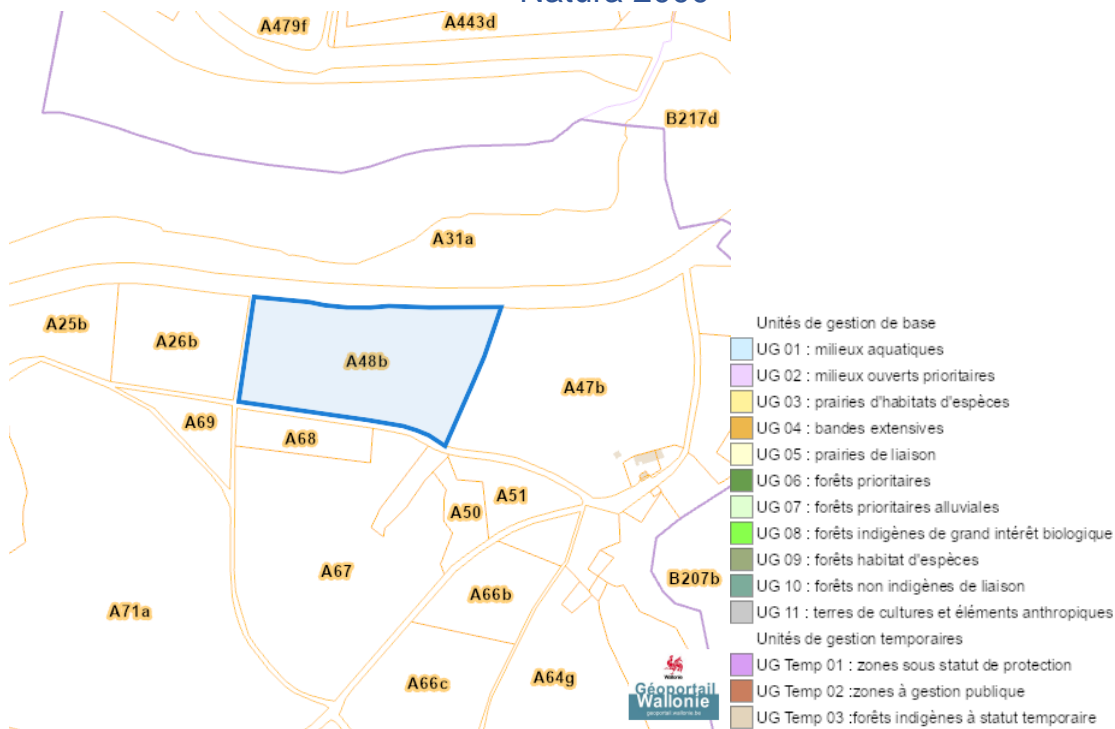 Natura 2000
A479f
A443d
B217d
A31a
A25b
A26b
A48b
A47b
A69
A68
A51
A50
A67
B207b
A66b
A71a
A66c
A64g
Wallonie
Géoportail
Wallonie
geoportail.wallonie.be
Unités de gestion de base
UG 01 : milieux aquatiques
UG 02 : milieux ouverts prioritaires
UG 03 : prairies d'habitats d'espèces
UG 04 : bandes extensives
UG 05 : prairies de liaison
UG 06 : forêts prioritaires
UG 07 : forêts prioritaires alluviales
UG 08 : forêts indigènes de grand intérêt biologique
UG 09 : forêts habitat d'espèces
UG 10 : forêts non indigènes de liaison
UG 11 : terres de cultures et éléments anthropiques
Unités de gestion temporaires
UG Temp 01 : zones sous statut de protection
UG Temp 02 :zones à gestion publique
UG Temp 03 :forêts indigènes à statut temporaire